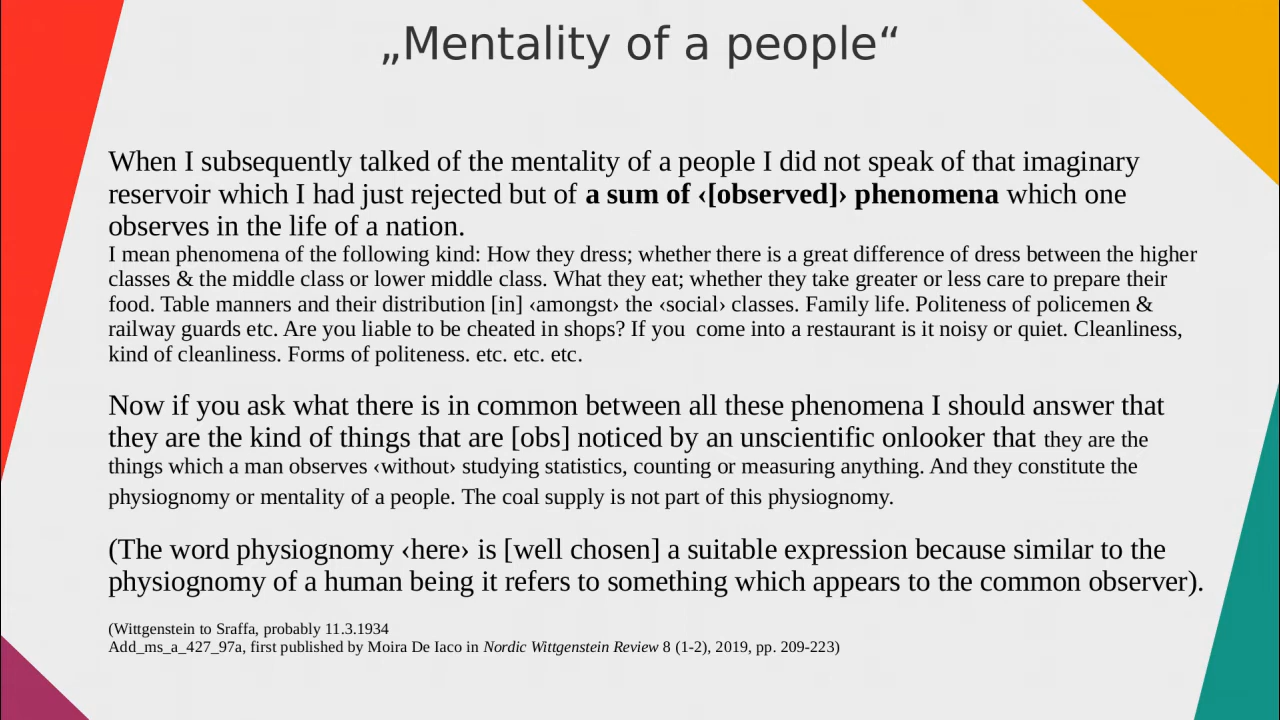 „Mentality of a people“
When I subsequently talked of the mentality of a people I did not speak of that imaginary
reservoir which I had just rejected but of a sum of ‹[observed]› phenomena which one
observes in the life of a nation.
I mean phenomena of the following kind: How they dress; whether there is a great difference of dress between the higher
classes & the middle class or lower middle class. What they eat; whether they take greater or less care to prepare their
food. Table manners and their distribution [in] ‹amongst› the ‹social› classes. Family life. Politeness of policemen &
railway guards etc. Are you liable to be cheated in shops? If you  come into a restaurant is it noisy or quiet. Cleanliness,
kind of cleanliness. Forms of politeness. etc. etc. etc.
Now if you ask what there is in common between all these phenomena I should answer that
they are the kind of things that are [obs] noticed by an unscientific onlooker that they are the
things which a man observes ‹without› studying statistics, counting or measuring anything. And they constitute the
physiognomy or mentality of a people. The coal supply is not part of this physiognomy.
(The word physiognomy ‹here› is [well chosen] a suitable expression because similar to the
physiognomy of a human being it refers to something which appears to the common observer).
(Wittgenstein to Sraffa, probably 11.3.1934
Add_ms_a_427_97a, first published by Moira De Iaco in Nordic Wittgenstein Review 8 (1-2), 2019, pp. 209-223)